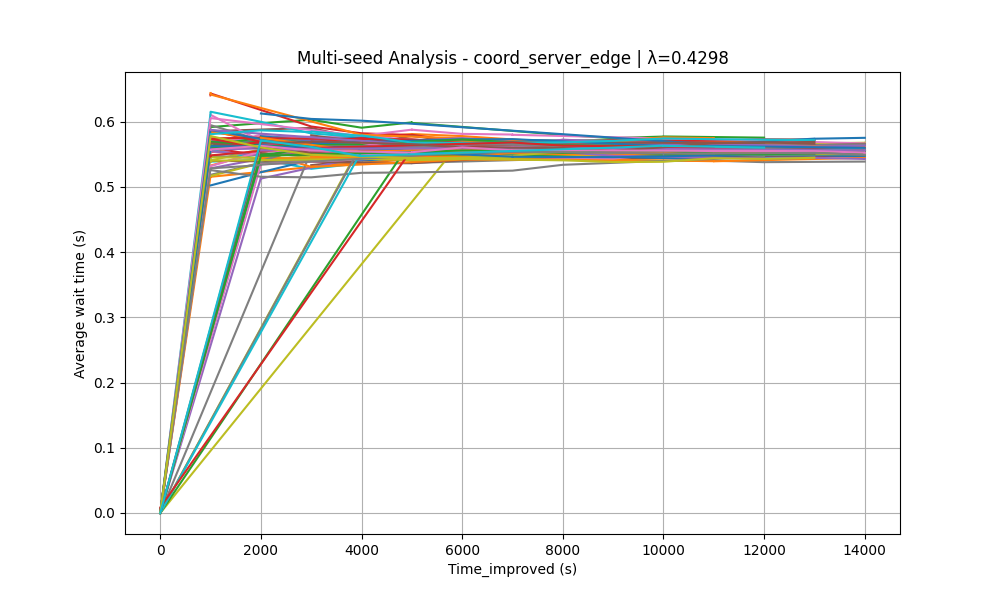 Multi-seed Analysis - coord_server_edge | λ=0.4298
0.6
0.5
0.4
0.3
0.2
0.1
0.0
Average wait time (s)
0 2000 4000 6000 8000 10000 12000 14000
Time_improved (s)